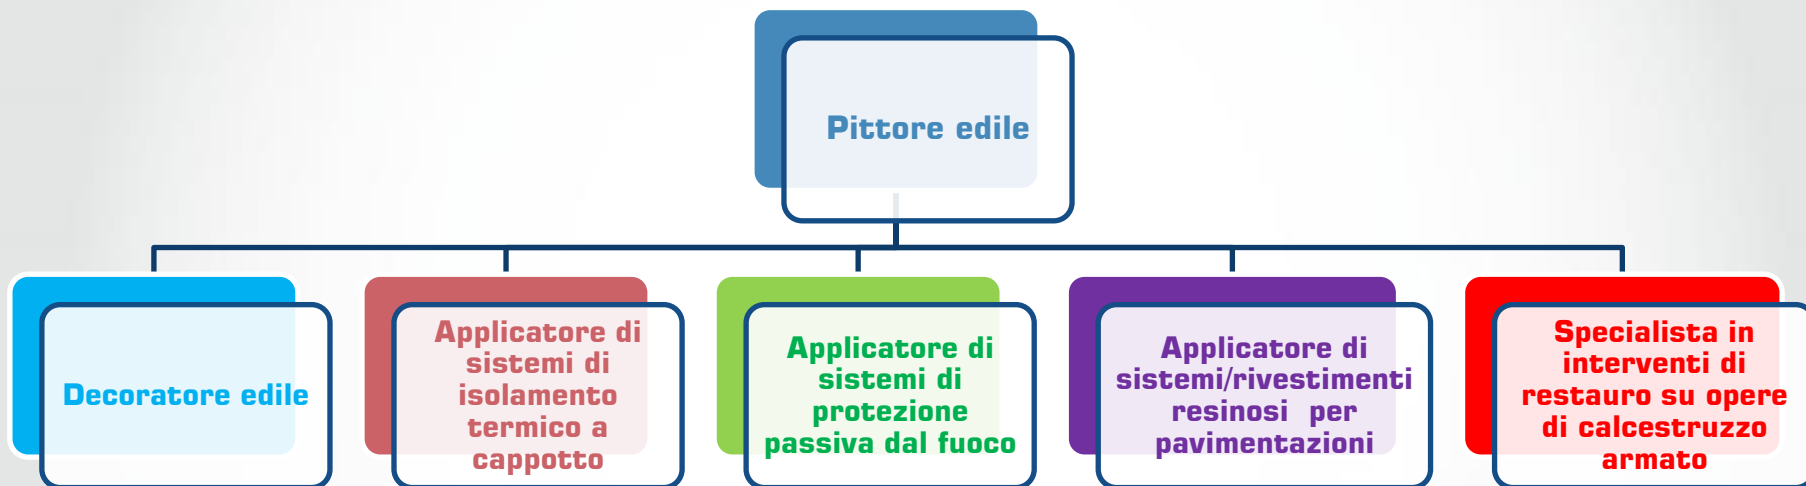 Pittore edile
Decoratore edile
Applicatore di
sistemi di
isolamento
termico a
cappotto
Applicatore di
sistemi di
protezione
passiva dal fuoco
Applicatore di
sistemi/rivestimenti
resinosi per
pavimentazioni
Specialista in
interventi di
restauro su opere
di calcestruzzo
armato